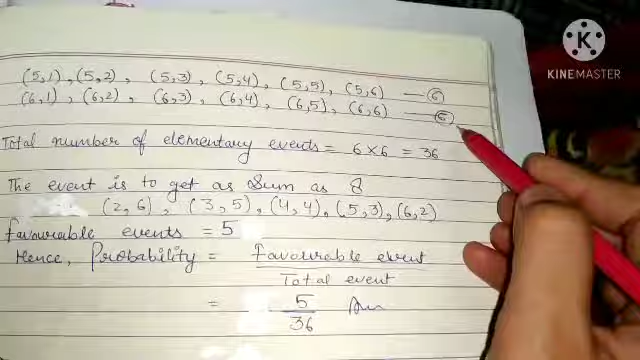 KINEMASTER
(5,1), (5,2), (5,3), (5,4), (5,5), (5,6) — 6
(6,1), (6,2), (6,3), (6,4), (6,5), (6,6) — 6
Total number of elementary events = 6 × 6 = 36
The event is to get as Sum as 8
(2,6), (3,5), (4,4), (5,3), (6,2)
favourable events = 5
Hence, Probability = favourable event
Total event
= 5
36 Ans